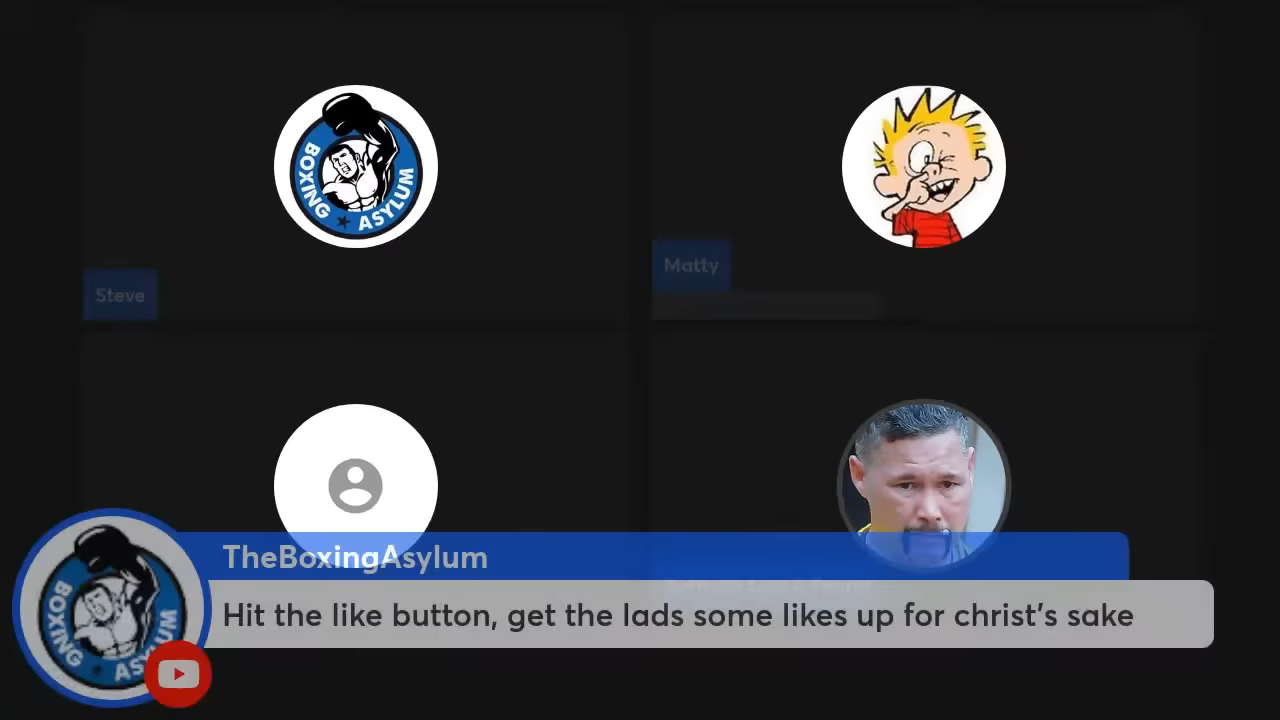 BOXING ASYLUM
Steve
Matty
TheBoxingAsylum
Hit the like button, get the lads some likes up for christ's sake
BOXING ASYLUM